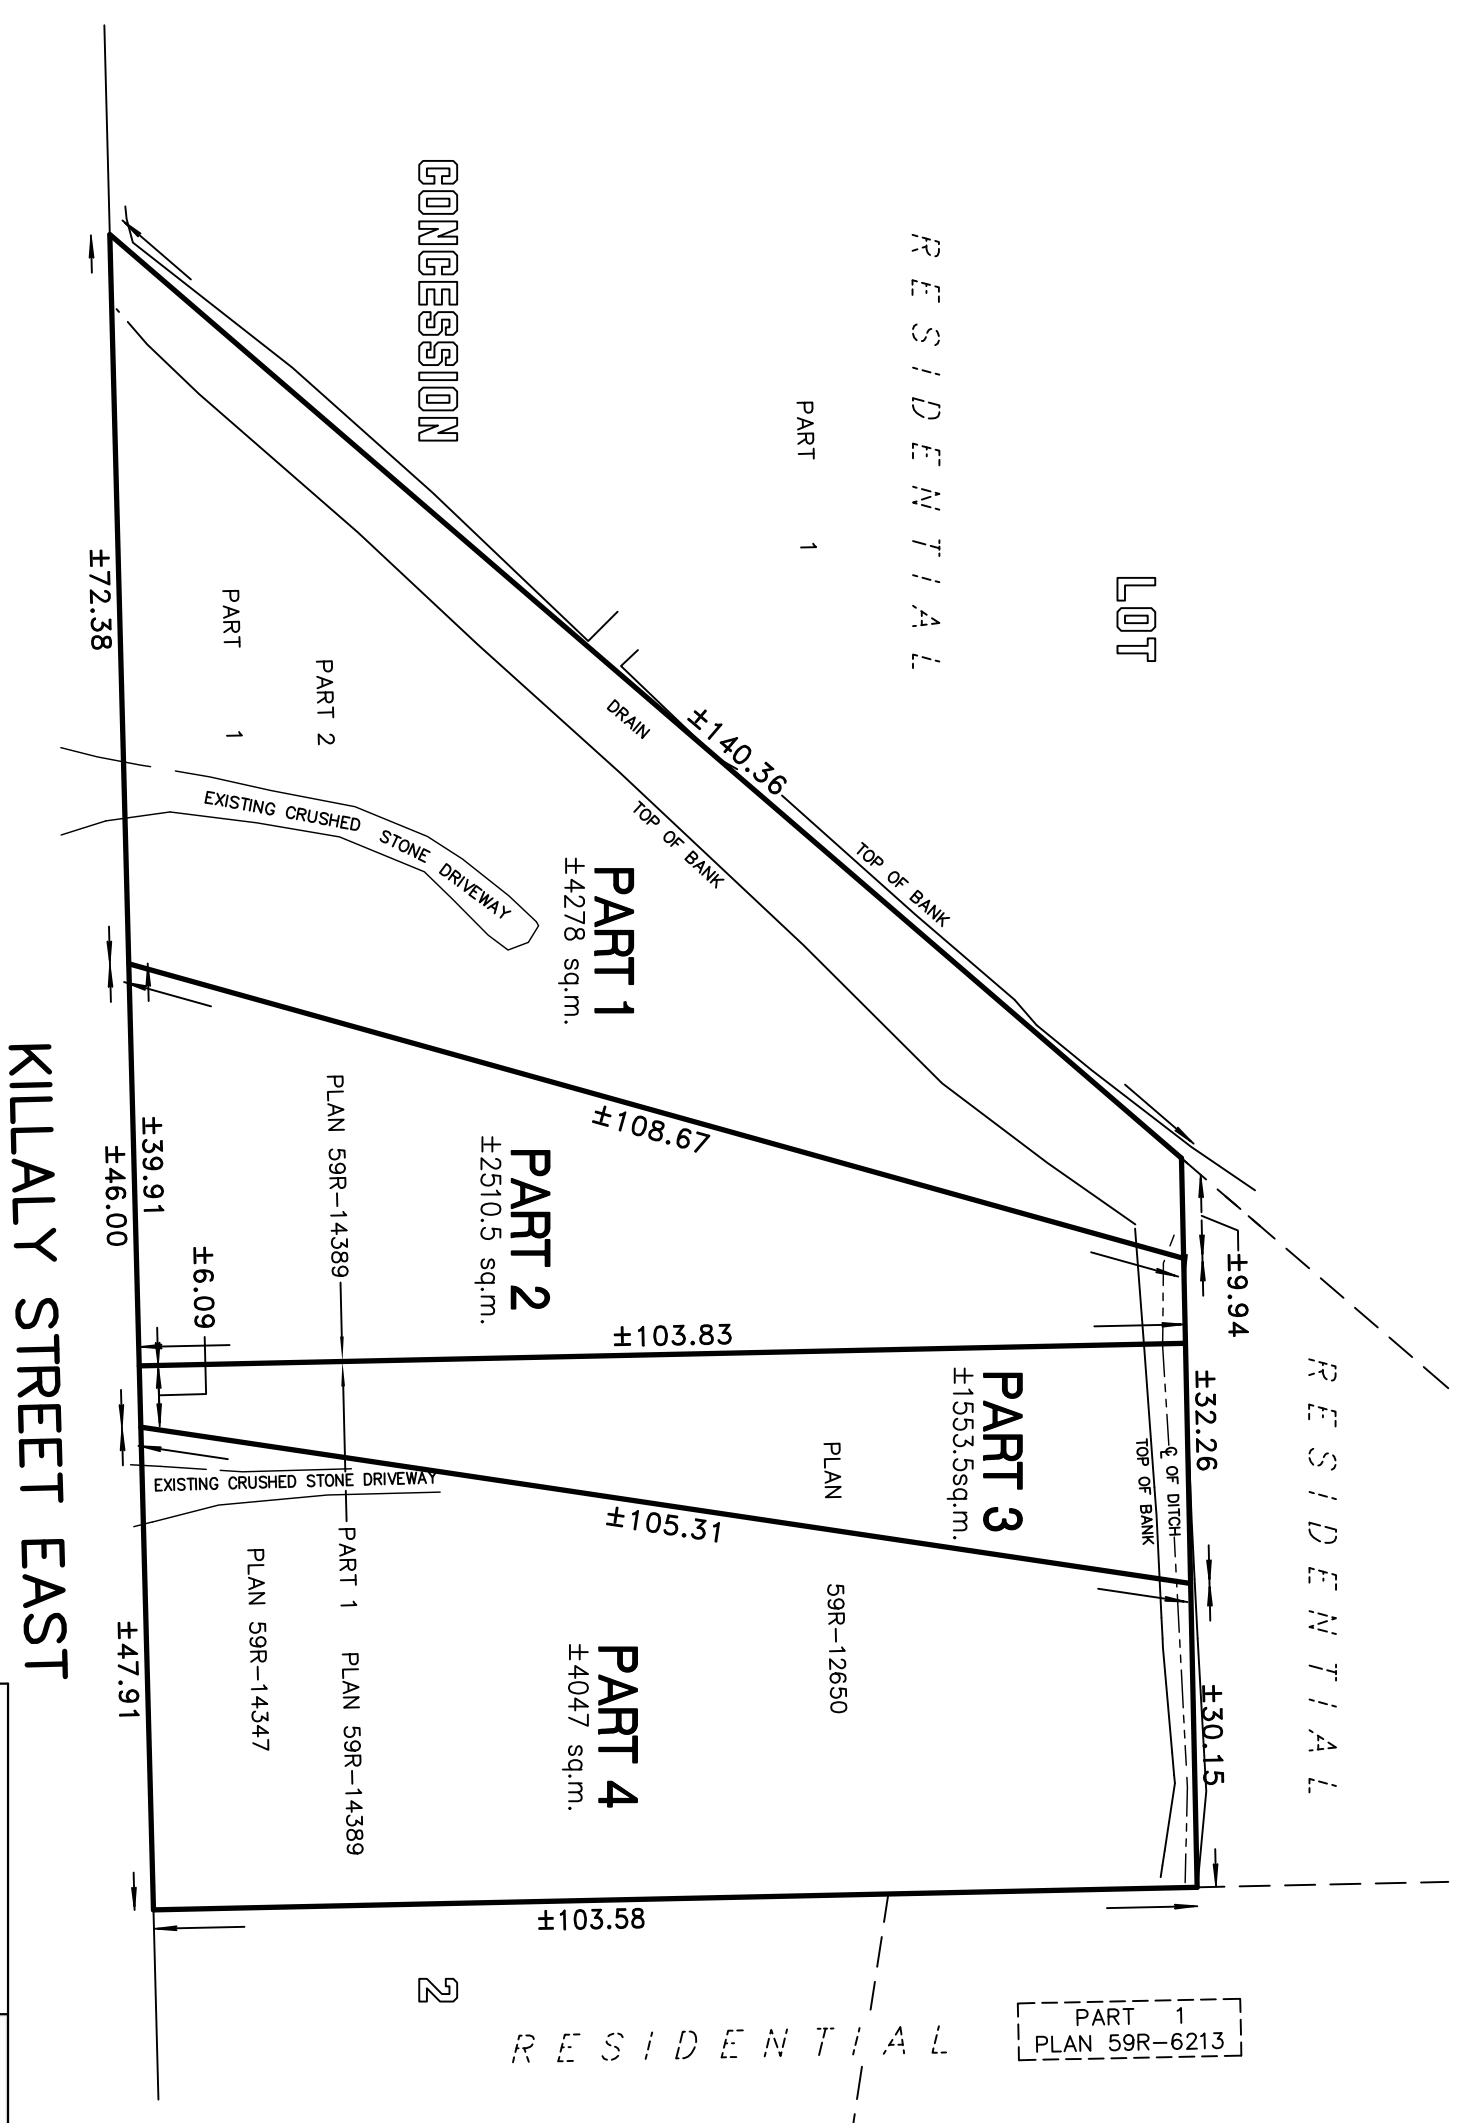 LOT
RESIDENTIAL
PART 1
CONCESSION
RESIDENTIAL
±9.94
±32.26
±30.15
℄ OF DITCH
TOP OF BANK
TOP OF BANK
±140.36
DRAIN
TOP OF BANK
PART 1
±4278 sq.m.
PART 2
PART 1
EXISTING CRUSHED STONE DRIVEWAY
±72.38
±108.67
PART 2
±2510.5 sq.m.
PLAN 59R-14389
±39.91
±46.00
±6.09
±103.83
PART 3
±1553.5sq.m.
PLAN 59R-12650
±105.31
EXISTING CRUSHED STONE DRIVEWAY
PART 4
±4047 sq.m.
PART 1 PLAN 59R-14389
PLAN 59R-14347
±47.91
±103.58
2
RESIDENTIAL
PART 1
PLAN 59R-6213
KILLALY STREET EAST